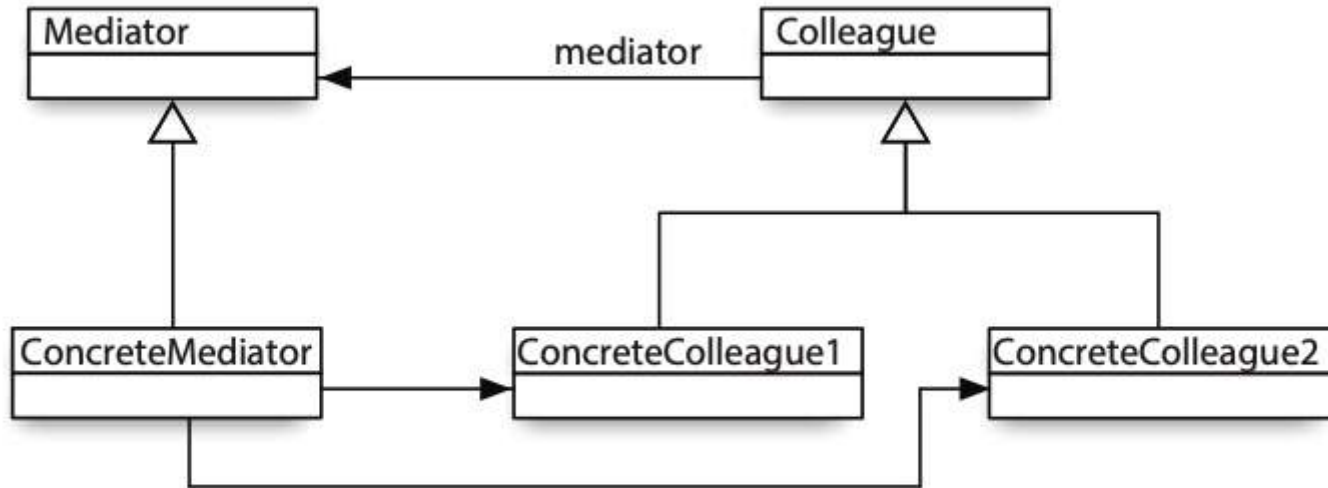 Mediator
Colleague
mediator
ConcreteMediator
ConcreteColleague1
ConcreteColleague2